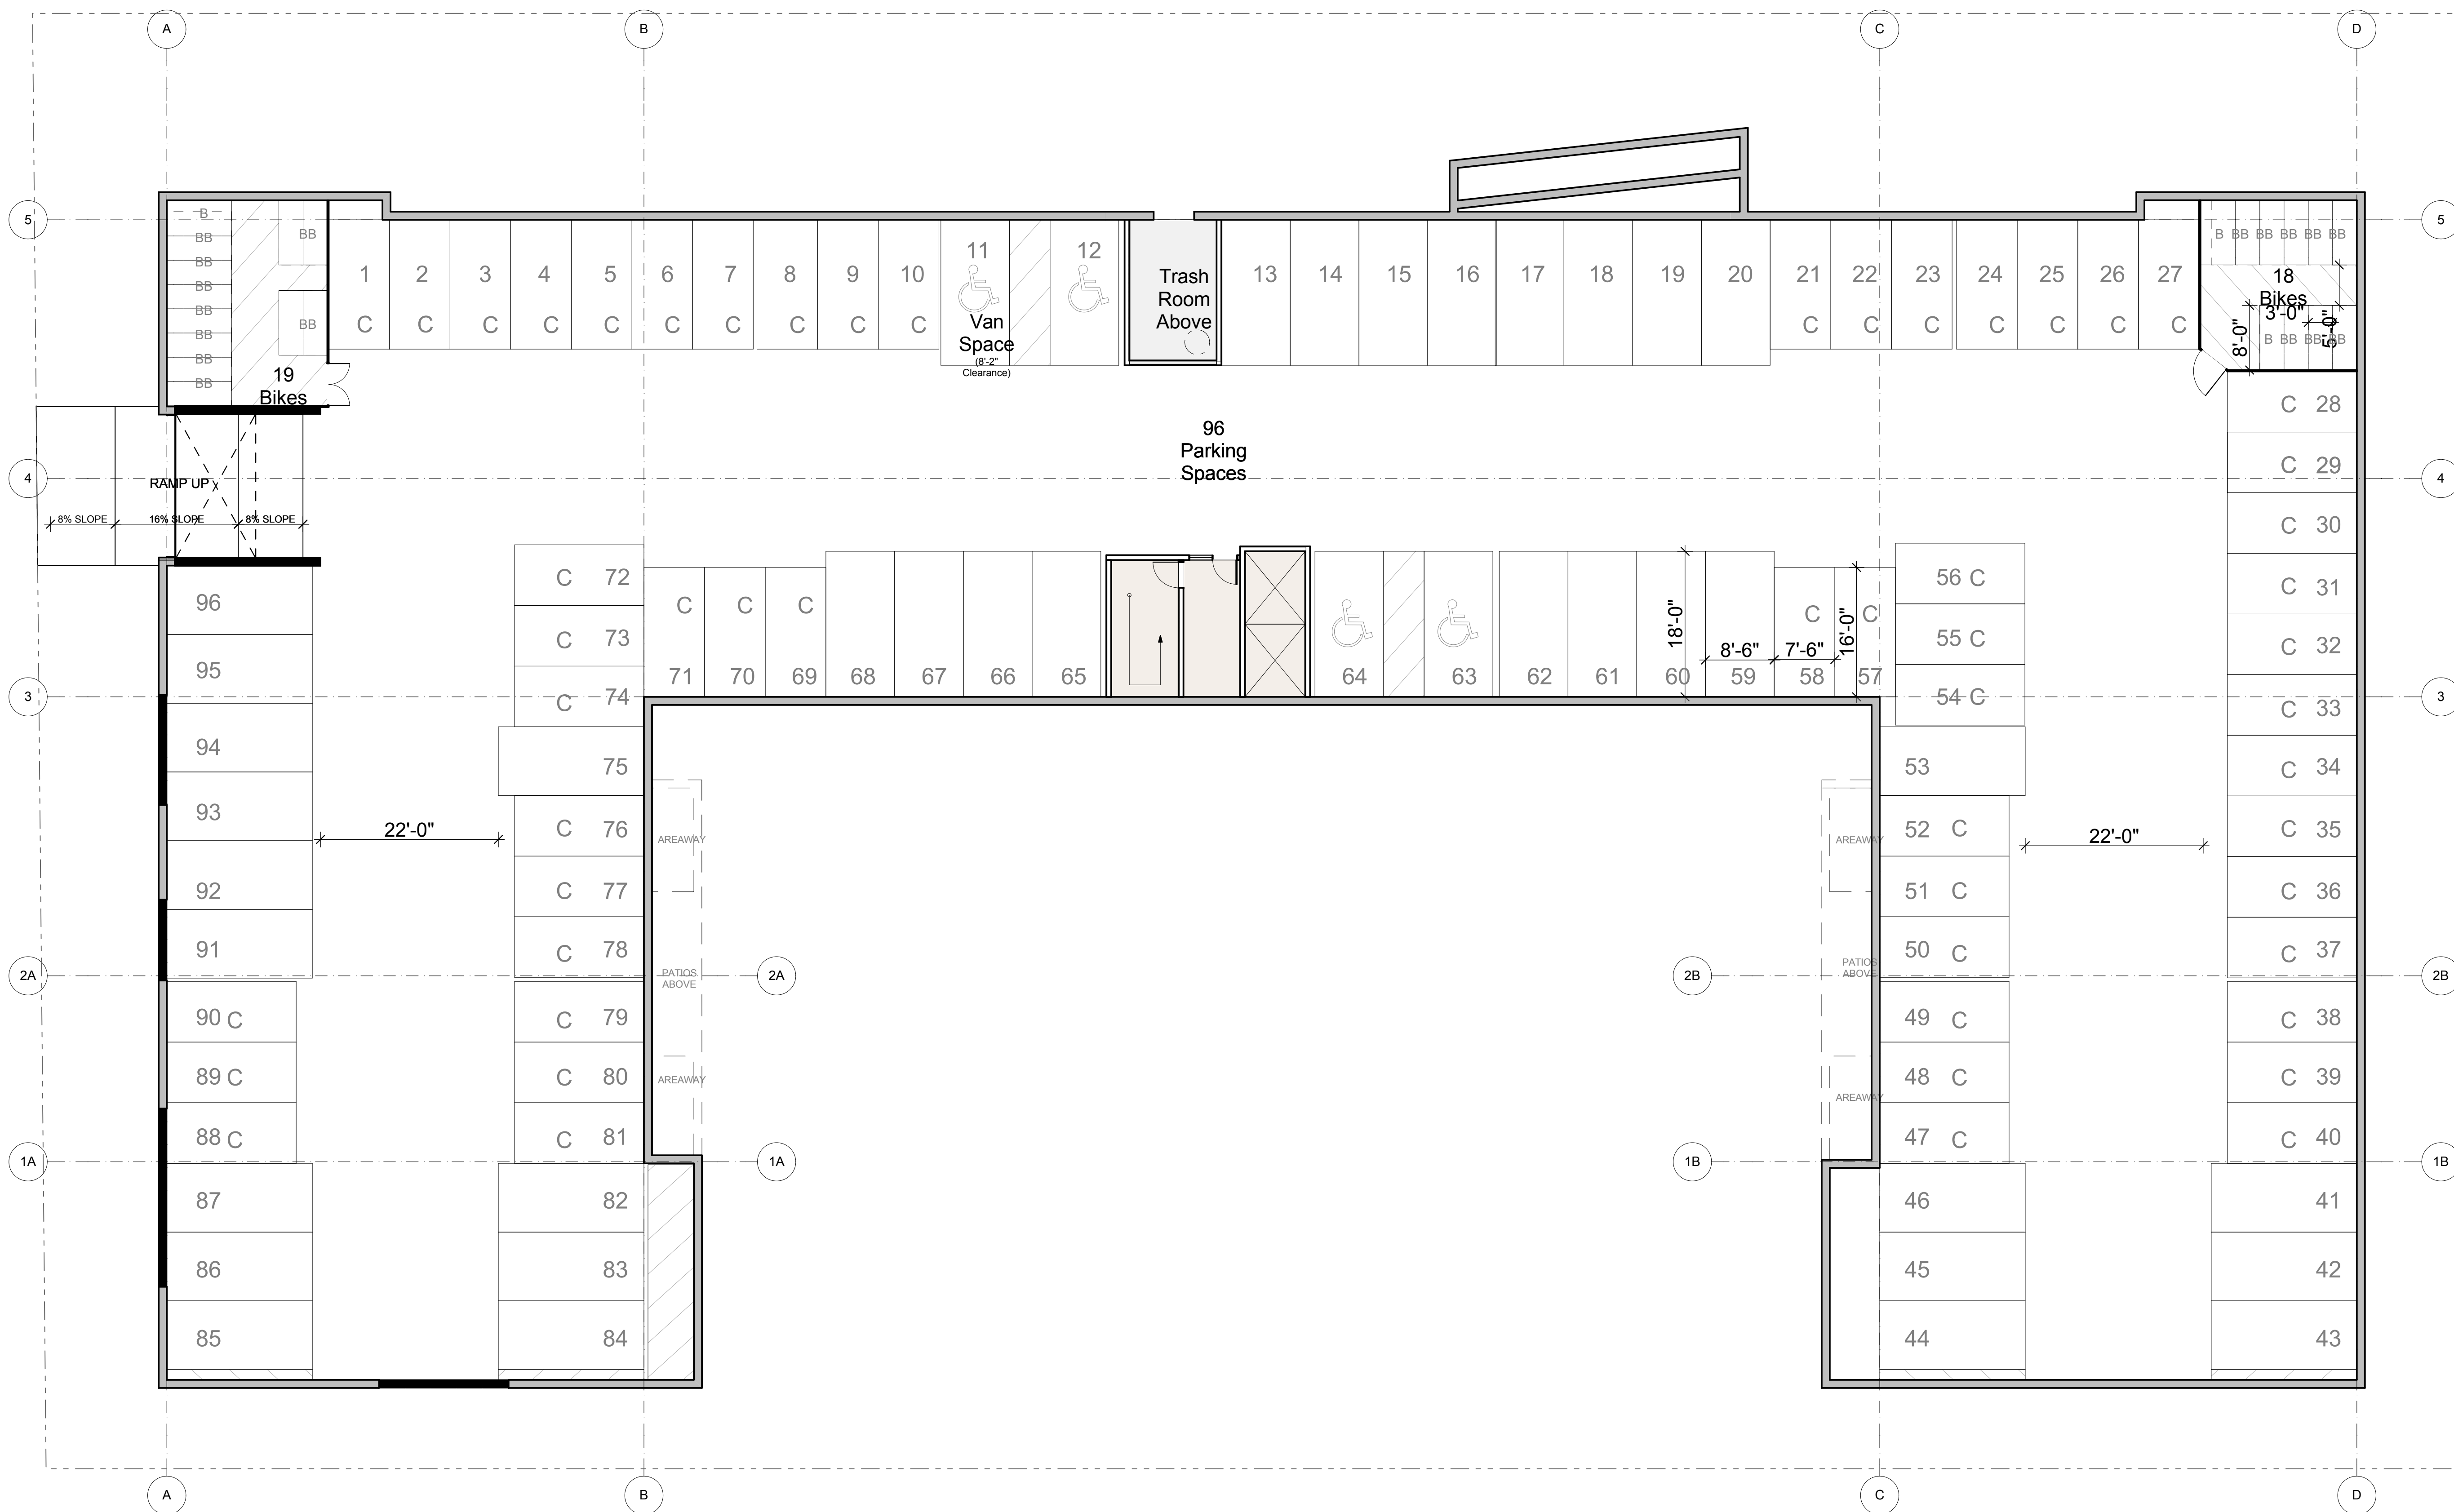 A
B
C
D
5
5
B
BB
BB
BB
BB
BB
BB
BB
BB
BB
19
Bikes
1
2
3
4
5
6
7
8
9
10
11
12
C
C
C
C
C
C
C
C
C
C
Van
Space
(8'-2"
Clearance)
Trash
Room
Above
13
14
15
16
17
18
19
20
21
22
23
24
25
26
27
C
C
C
C
C
C
C
B
BB
BB
BB
BB
BB
18
Bikes
3'-0"
8'-0"
5'-0"
B
BB
BB
BB
C 28
96
Parking
Spaces
4
4
RAMP UP
8% SLOPE
16% SLOPE
8% SLOPE
C 29
C 30
C 31
C 32
C 33
C 34
C 35
C 36
C 37
C 38
C 39
C 40
41
42
43
96
95
94
93
92
91
90 C
89 C
88 C
87
86
85
22'-0"
C 72
C 73
C 74
75
C 76
C 77
C 78
C 79
C 80
C 81
82
83
84
C
C
C
71
70
69
68
67
66
65
64
63
62
61
60
59
58
57
C
C
18'-0"
8'-6"
7'-6"
16'-0"
56 C
55 C
54 C
53
52 C
51 C
50 C
49 C
48 C
47 C
46
45
44
22'-0"
3
3
AREAWAY
PATIOS
ABOVE
AREAWAY
AREAWAY
PATIOS
ABOVE
AREAWAY
2A
2A
2B
2B
1A
1A
1B
1B
A
B
C
D